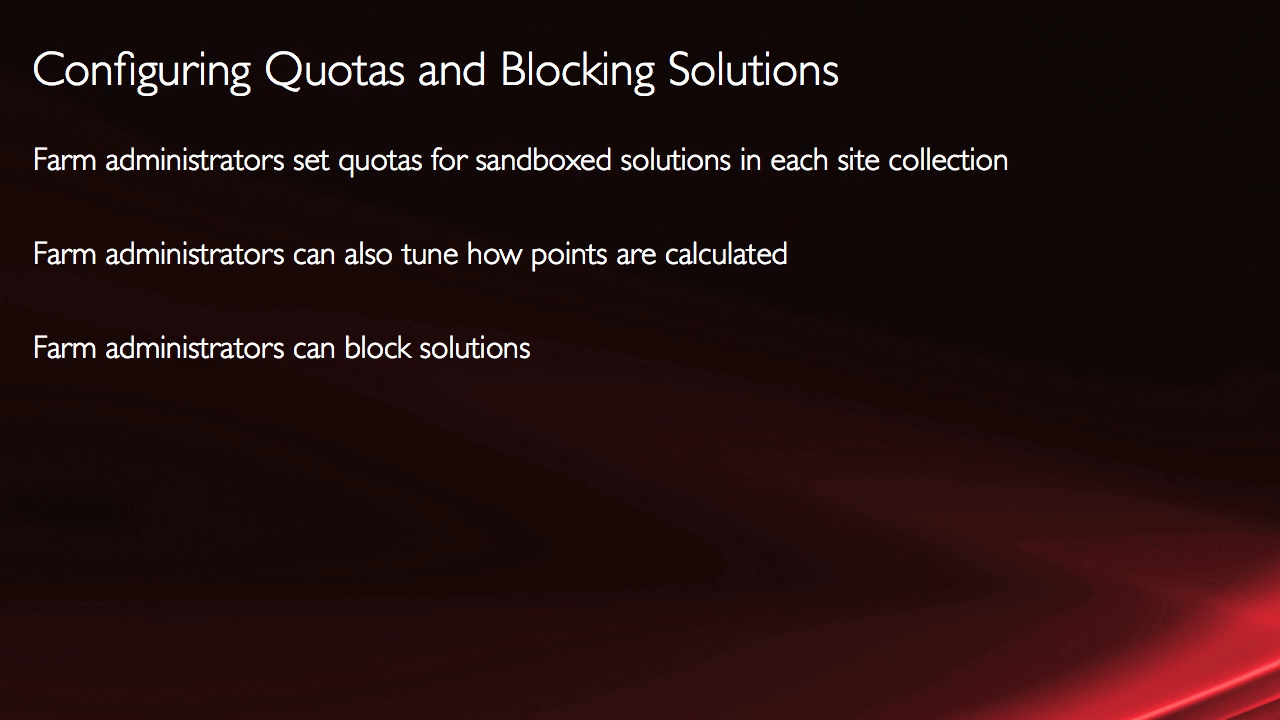 Configuring Quotas and Blocking Solutions
Farm administrators set quotas for sandboxed solutions in each site collection
Farm administrators can also tune how points are calculated
Farm administrators can block solutions